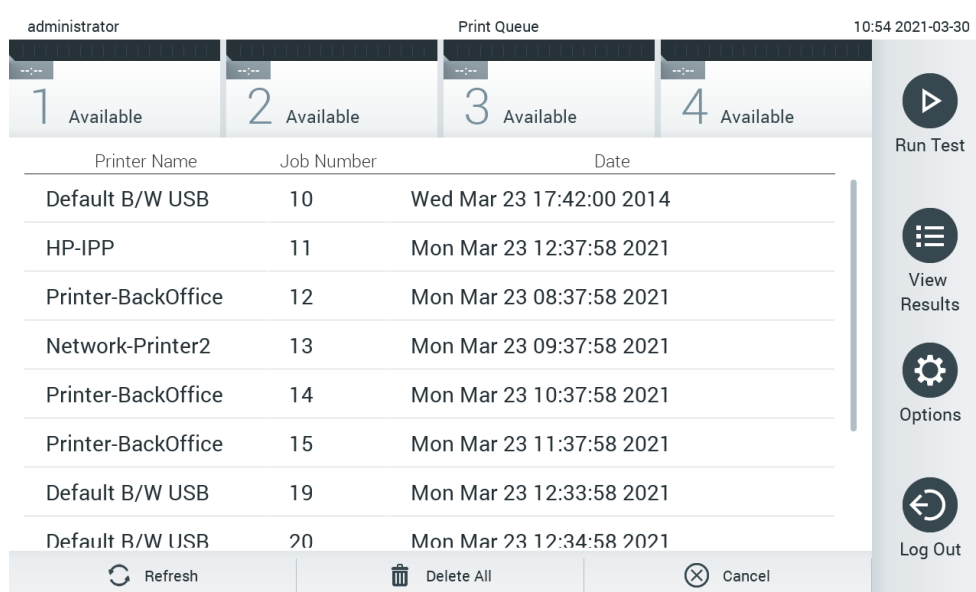 administrator Print Queue 10:54 2021-03-30
--:-- --:-- --:-- --:--
1 Available 2 Available 3 Available 4 Available
Run Test
Printer Name Job Number Date
Default B/W USB 10 Wed Mar 23 17:42:00 2014
HP-IPP 11 Mon Mar 23 12:37:58 2021
Printer-BackOffice 12 Mon Mar 23 08:37:58 2021
Network-Printer2 13 Mon Mar 23 09:37:58 2021
Printer-BackOffice 14 Mon Mar 23 10:37:58 2021
Printer-BackOffice 15 Mon Mar 23 11:37:58 2021
Default B/W USB 19 Mon Mar 23 12:33:58 2021
Default B/W USB 20 Mon Mar 23 12:34:58 2021
View
Results
Options
Log Out
Refresh Delete All Cancel